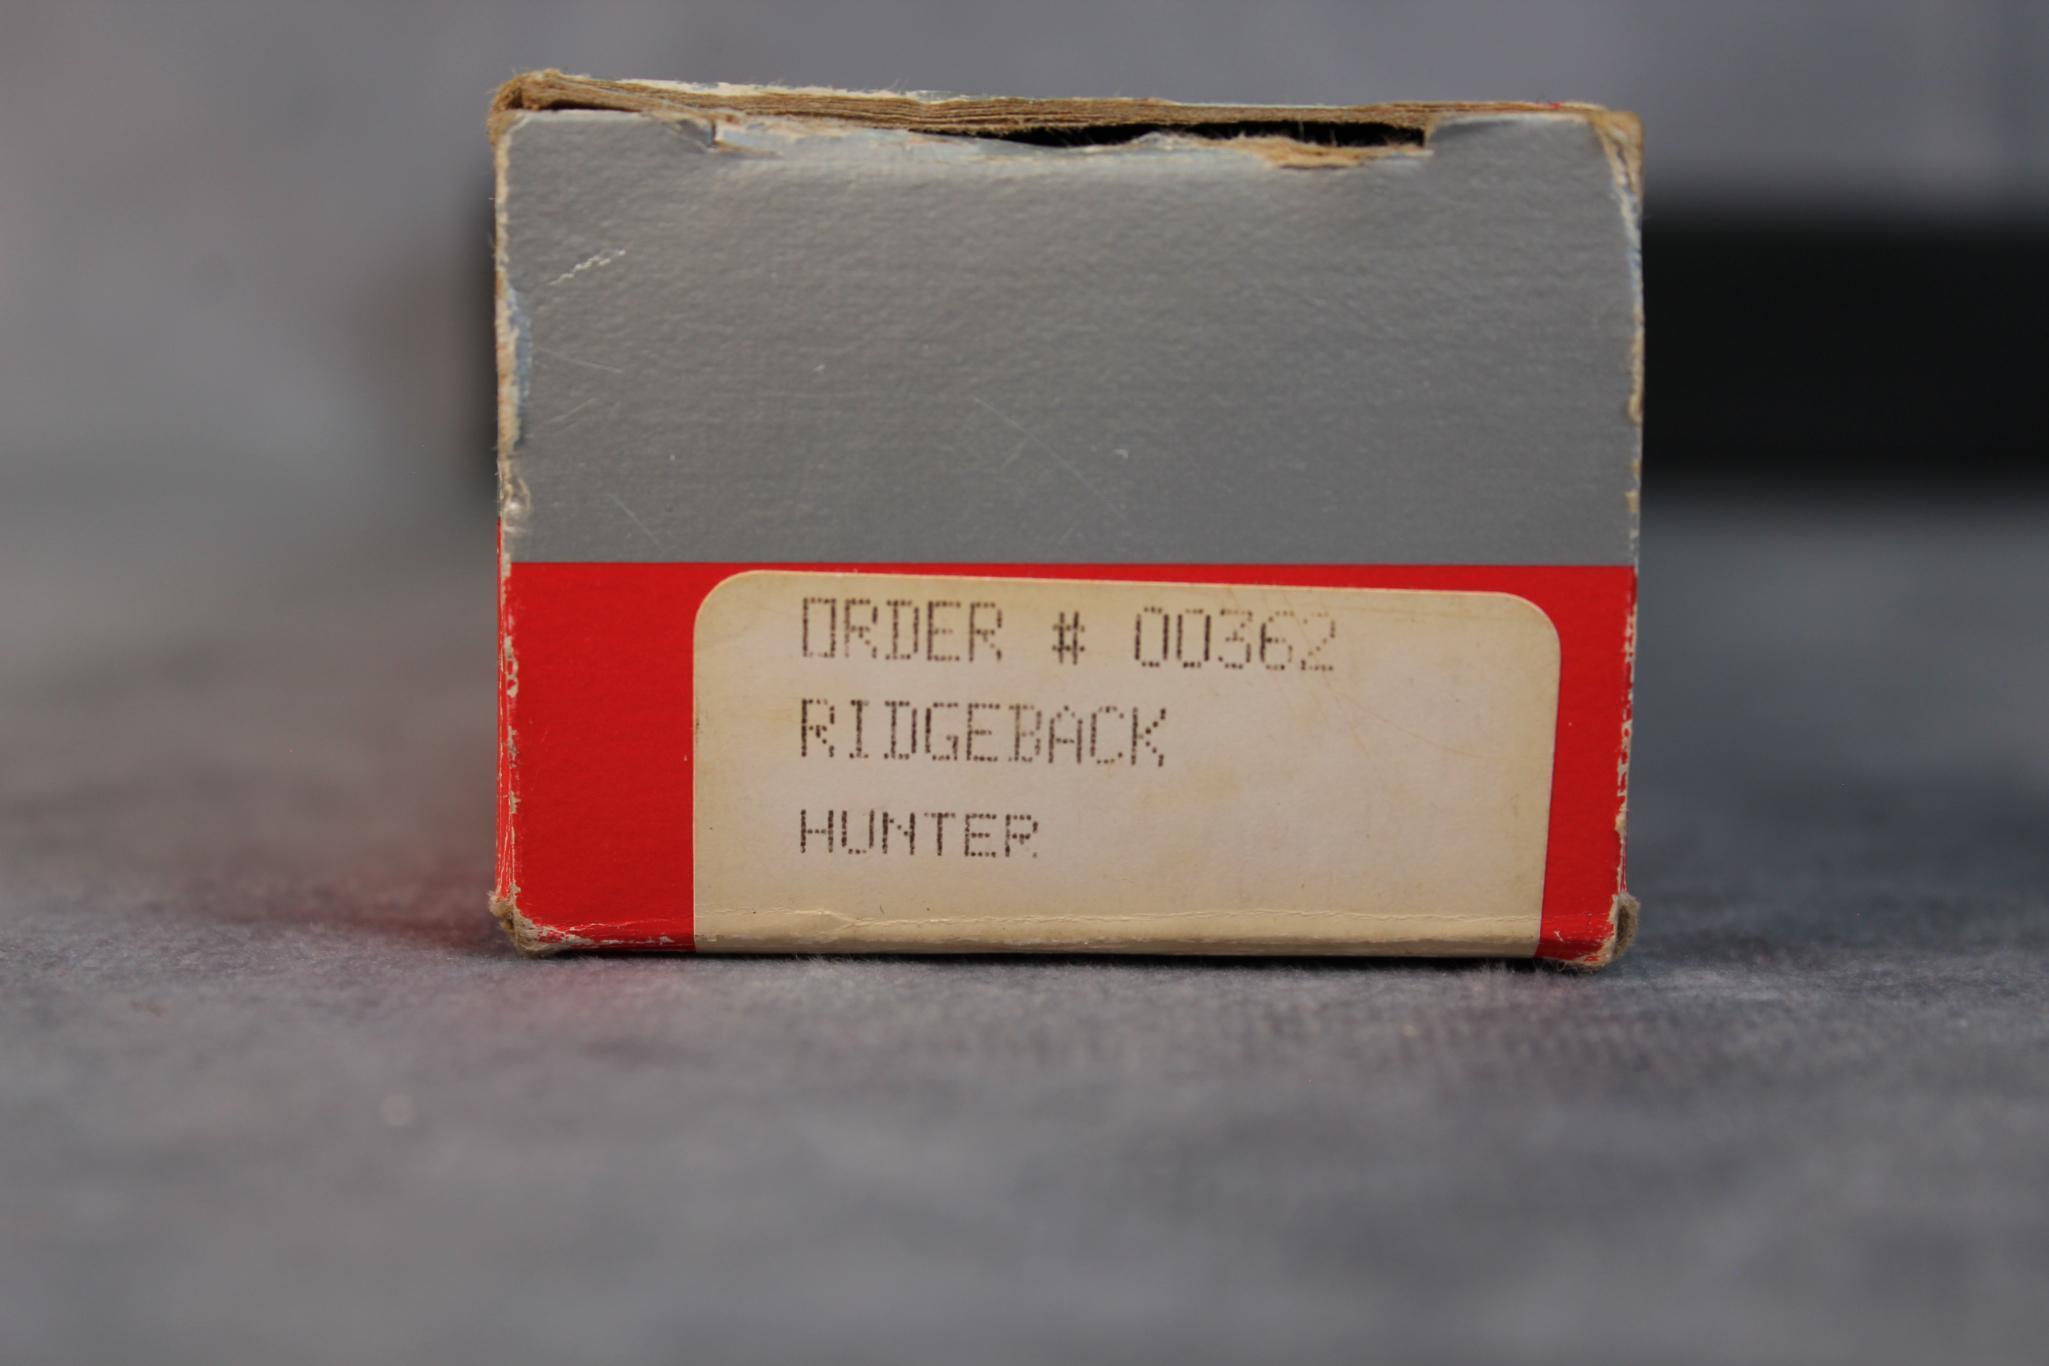 ORDER # 00362
RIDGEBACK
HUNTER